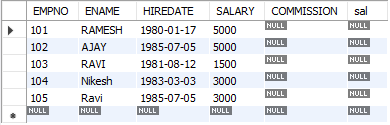 EMPNO ENAME HIREDATE SALARY COMMISSION sal
101 RAMESH 1980-01-17 5000 NULL NULL
102 AJAY 1985-07-05 5000 NULL NULL
103 RAVI 1981-08-12 1500 NULL NULL
104 Nikesh 1983-03-03 3000 NULL NULL
105 Ravi 1985-07-05 3000 NULL NULL
NULL NULL NULL NULL NULL NULL